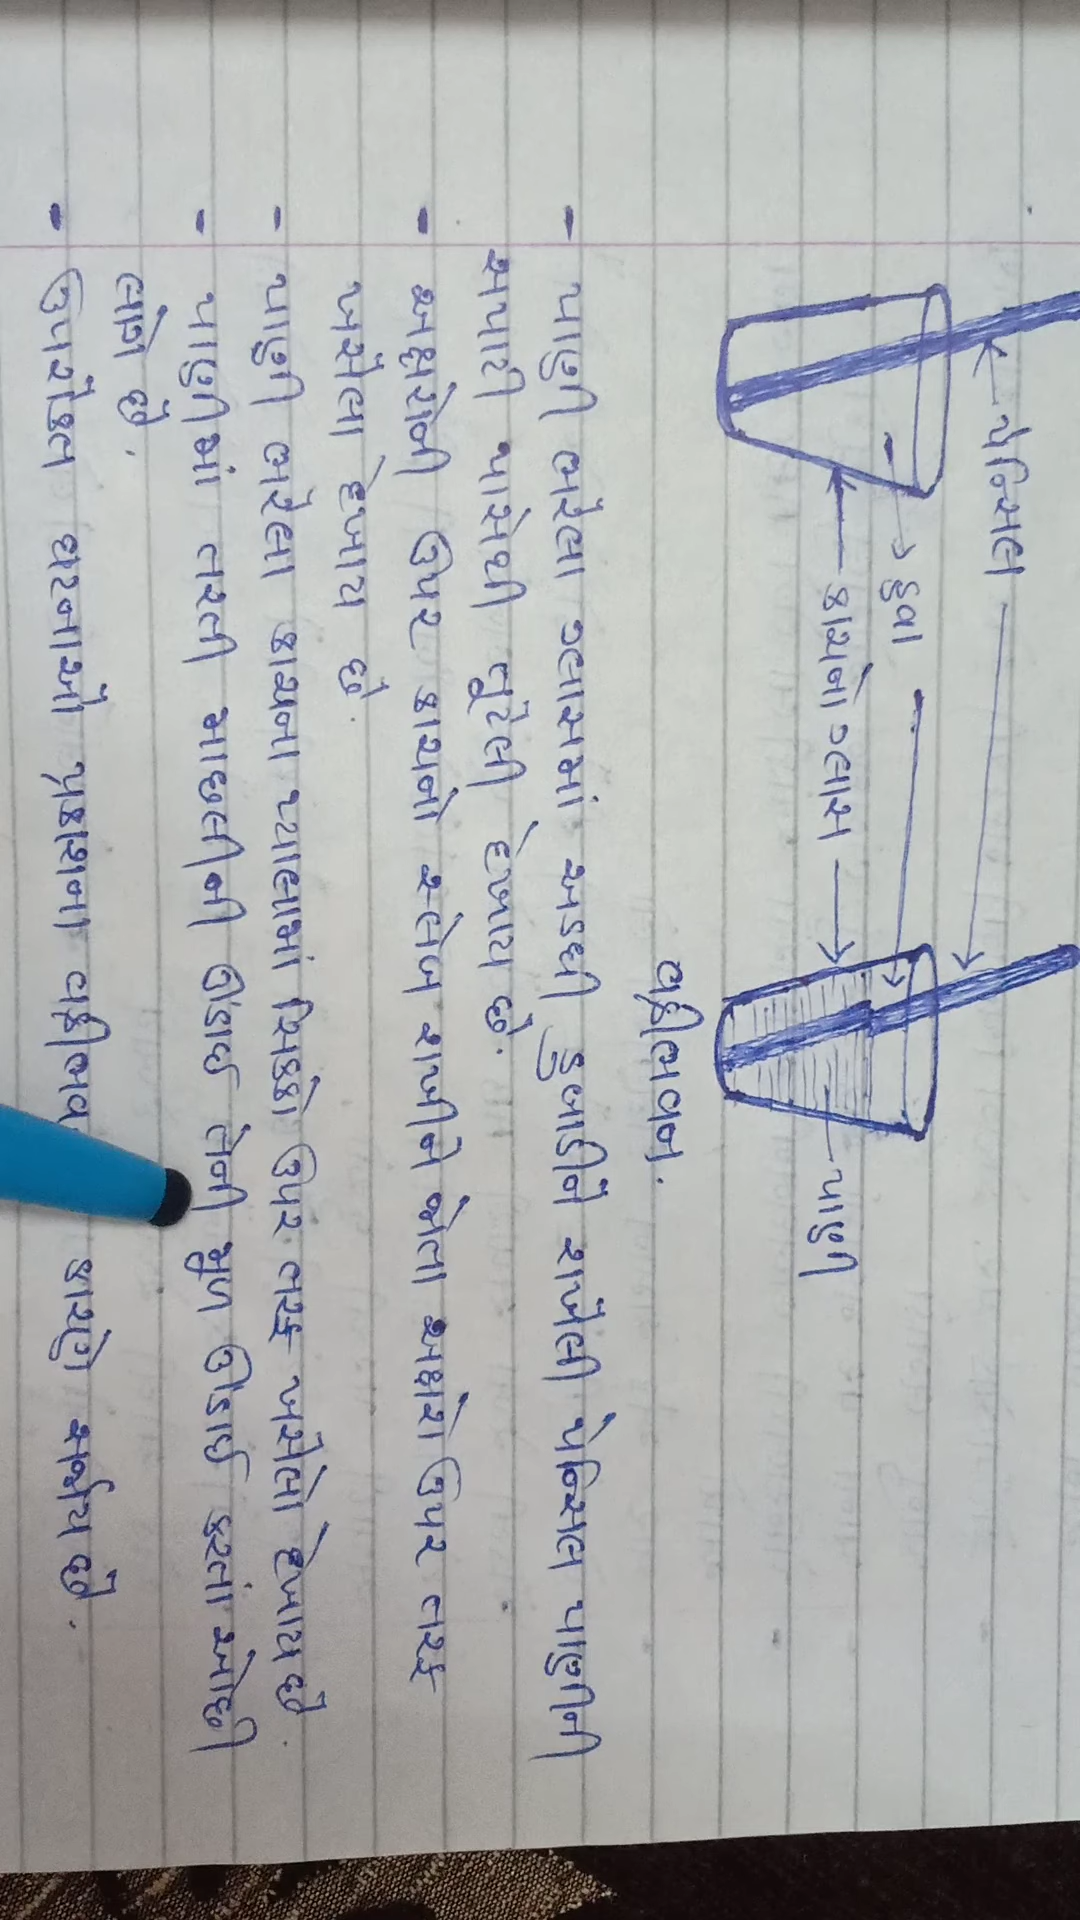 પેન્સિલ
હવા
કાચનો ગ્લાસ
પાણી
વક્રીભવન.
- પાણી ભરેલા ગ્લાસમાં અડધી ડુબાડીને રાખેલી પેન્સિલ પાણીની
સપાટી પાસેથી તૂટેલી દેખાય છે.
- અક્ષરોની ઉપર કાચનો સ્લેબ રાખીને જોતા અક્ષરો ઉપર તરફ
ખસેલા દેખાય છે.
- પાણી ભરેલા કાચના પ્યાલામાં સિક્કો ઉપર તરફ ખસેલો દેખાય છે.
- પાણીમાં તરતી માછલીની ઊંડાઈ તેની મુળ ઊંડાઈ કરતાં ઓછી
લાગે છે.
- ઉપરોક્ત ઘટનાઓ પ્રકાશના વક્રીભવ કારણે સર્જાય છે.